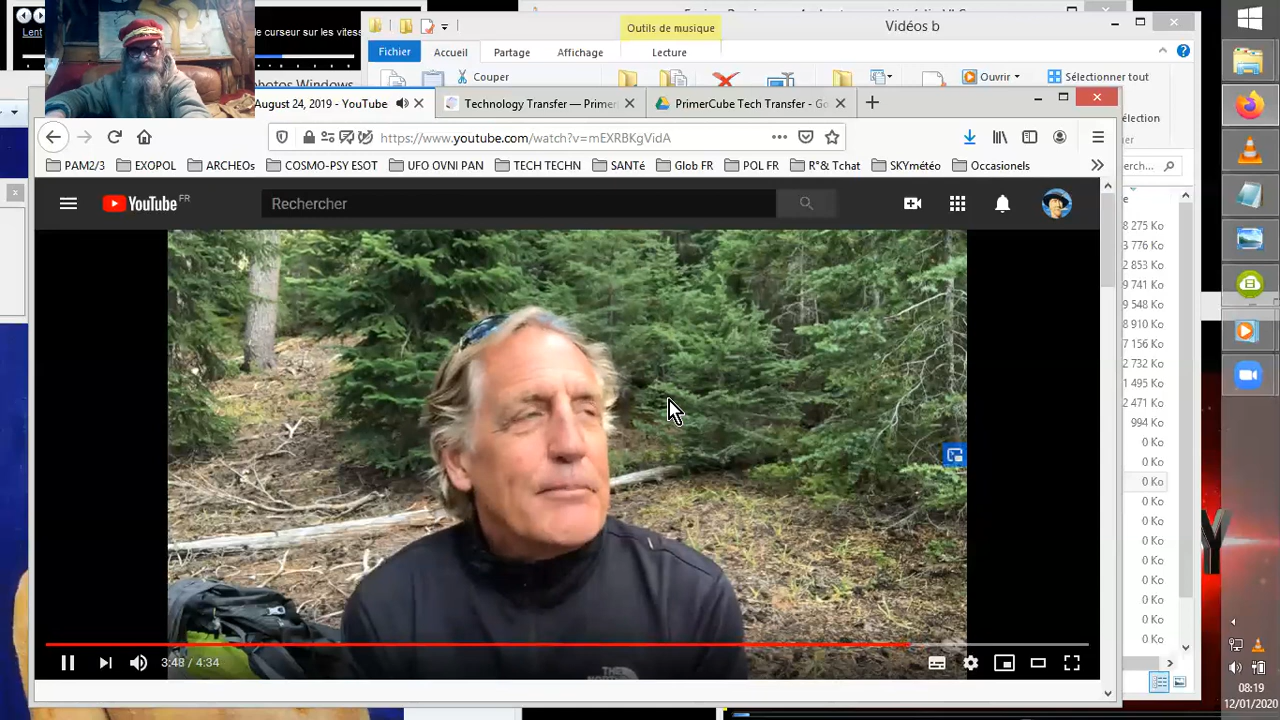 Lent
le curseur sur les vitess
Outils de musique
Vidéos b
Fichier
Accueil
Partage
Affichage
Lecture
Photos Windows
Couper
Ouvrir
Sélectionner tout
August 24, 2019 - YouTube
Technology Transfer — Primer
PrimerCube Tech Transfer - Go
élection
https://www.youtube.com/watch?v=mEXRBKgVidA
PAM2/3
EXOPOL
ARCHEOs
COSMO-PSY ESOT
UFO OVNI PAN
TECH TECHN
SANTé
Glob FR
POL FR
R°& Tchat
SKYmétéo
Occasionels
YouTube FR
Rechercher
8 275 Ko
3 776 Ko
2 853 Ko
9 741 Ko
9 548 Ko
8 910 Ko
7 156 Ko
2 732 Ko
1 495 Ko
2 471 Ko
994 Ko
0 Ko
0 Ko
0 Ko
0 Ko
0 Ko
0 Ko
0 Ko
0 Ko
0 Ko
0 Ko
0 Ko
Y
THE
3:48 / 4:34
08:19
12/01/2020